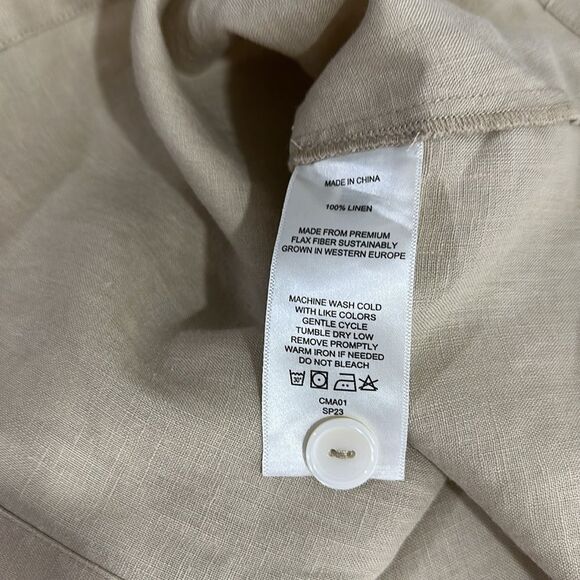 MADE IN CHINA
100% LINEN
MADE FROM PREMIUM
FLAX FIBER SUSTAINABLY
GROWN IN WESTERN EUROPE
MACHINE WASH COLD
WITH LIKE COLORS
GENTLE CYCLE
TUMBLE DRY LOW
REMOVE PROMPTLY
WARM IRON IF NEEDED
DO NOT BLEACH
30°
CMA01
SP23